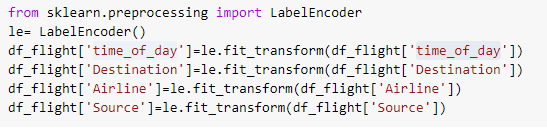 from sklearn.preprocessing import LabelEncoder
le= LabelEncoder()
df_flight['time_of_day']=le.fit_transform(df_flight['time_of_day'])
df_flight['Destination']=le.fit_transform(df_flight['Destination'])
df_flight['Airline']=le.fit_transform(df_flight['Airline'])
df_flight['Source']=le.fit_transform(df_flight['Source'])